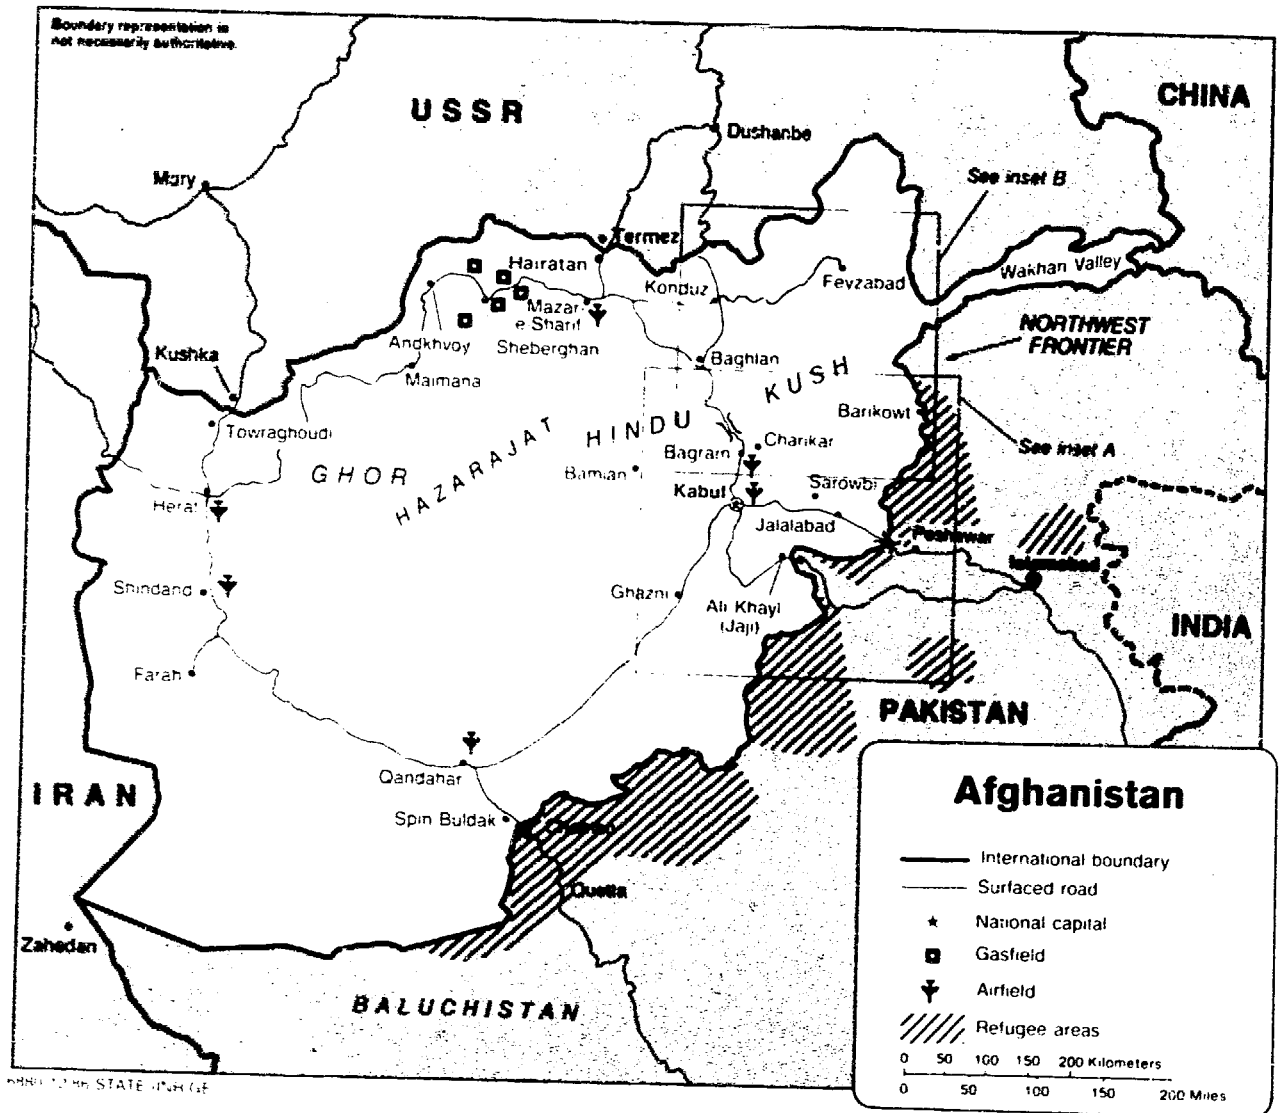 Boundary representation is
not necessarily authoritative.
USSR
CHINA
Dushanbe
Mary
See inset B
Termez
Hairatan
Wakhan Valley
Konduz
Feyzabad
Mazar-
e Sharif
NORTHWEST
FRONTIER
Andkhvoy
Sheberghan
Kushka
Baghlan
Maimana
KUSH
Barikowt
HINDU
Towraghoudi
Charikar
See inset A
GHOR
HAZARAJAT
Bagram
Bamian
Sarowbi
Kabul
Herat
Jalalabad
Peshawar
Islamabad
Shindand
Ghazni
Ali Khayl
(Jaji)
INDIA
Farah
PAKISTAN
Qandahar
IRAN
Spin Buldak
Chaman
Quetta
Zahedan
BALUCHISTAN
Afghanistan
International boundary
Surfaced road
National capital
Gasfield
Airfield
Refugee areas
0 50 100 150 200 Kilometers
0 50 100 150 200 Miles
STATE (INR/GE